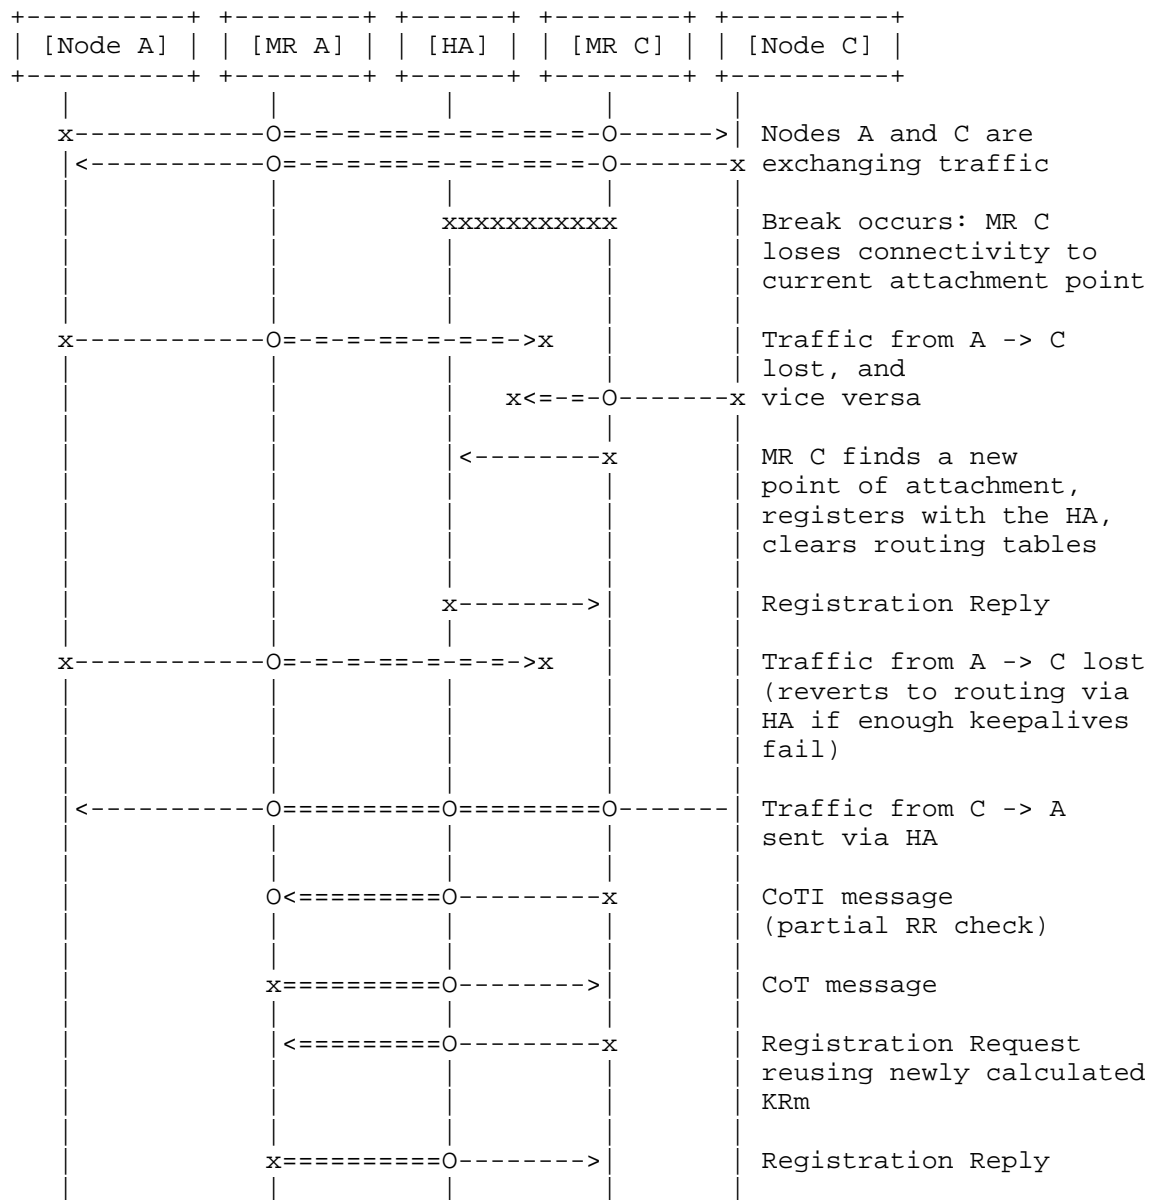 +----------+ +--------+ +------+ +--------+ +----------+
| [Node A] | | [MR A] | | [HA] | | [MR C] | | [Node C] |
+----------+ +--------+ +------+ +--------+ +----------+
   |            |          |         |       |
   x------------O=-=-=-==-=-=-=-==-=-O------>| Nodes A and C are
   |<-----------O=-=-=-==-=-=-=-==-=-O-------x exchanging traffic
   |            |          |         |       |
   |            |          xxxxxxxxxxx       | Break occurs: MR C
   |            |          |         |       | loses connectivity to
   |            |          |         |       | current attachment point
   |            |          |         |       |
   x------------O=-=-=-==-=-=-=->x   |       | Traffic from A -> C
   |            |          |         |       | lost, and
   |            |          |   x<=-=-O-------x vice versa
   |            |          |         |       |
   |            |          |<--------x       | MR C finds a new
   |            |          |         |       | point of attachment,
   |            |          |         |       | registers with the HA,
   |            |          |         |       | clears routing tables
   |            |          |         |       |
   |            |          x-------->|       | Registration Reply
   |            |          |         |       |
   x------------O=-=-=-==-=-=-=->x   |       | Traffic from A -> C lost
   |            |          |         |       | (reverts to routing via
   |            |          |         |       | HA if enough keepalives
   |            |          |         |       | fail)
   |            |          |         |       |
   |<-----------O==========O=========O-------| Traffic from C -> A
   |            |          |         |       | sent via HA
   |            |          |         |       |
   |            O<=========O---------x       | CoTI message
   |            |          |         |       | (partial RR check)
   |            |          |         |       |
   |            x==========O-------->|       | CoT message
   |            |          |         |       |
   |            |<=========O---------x       | Registration Request
   |            |          |         |       | reusing newly calculated
   |            |          |         |       | KRm
   |            |          |         |       |
   |            x==========O-------->|       | Registration Reply
   |            |          |         |       |